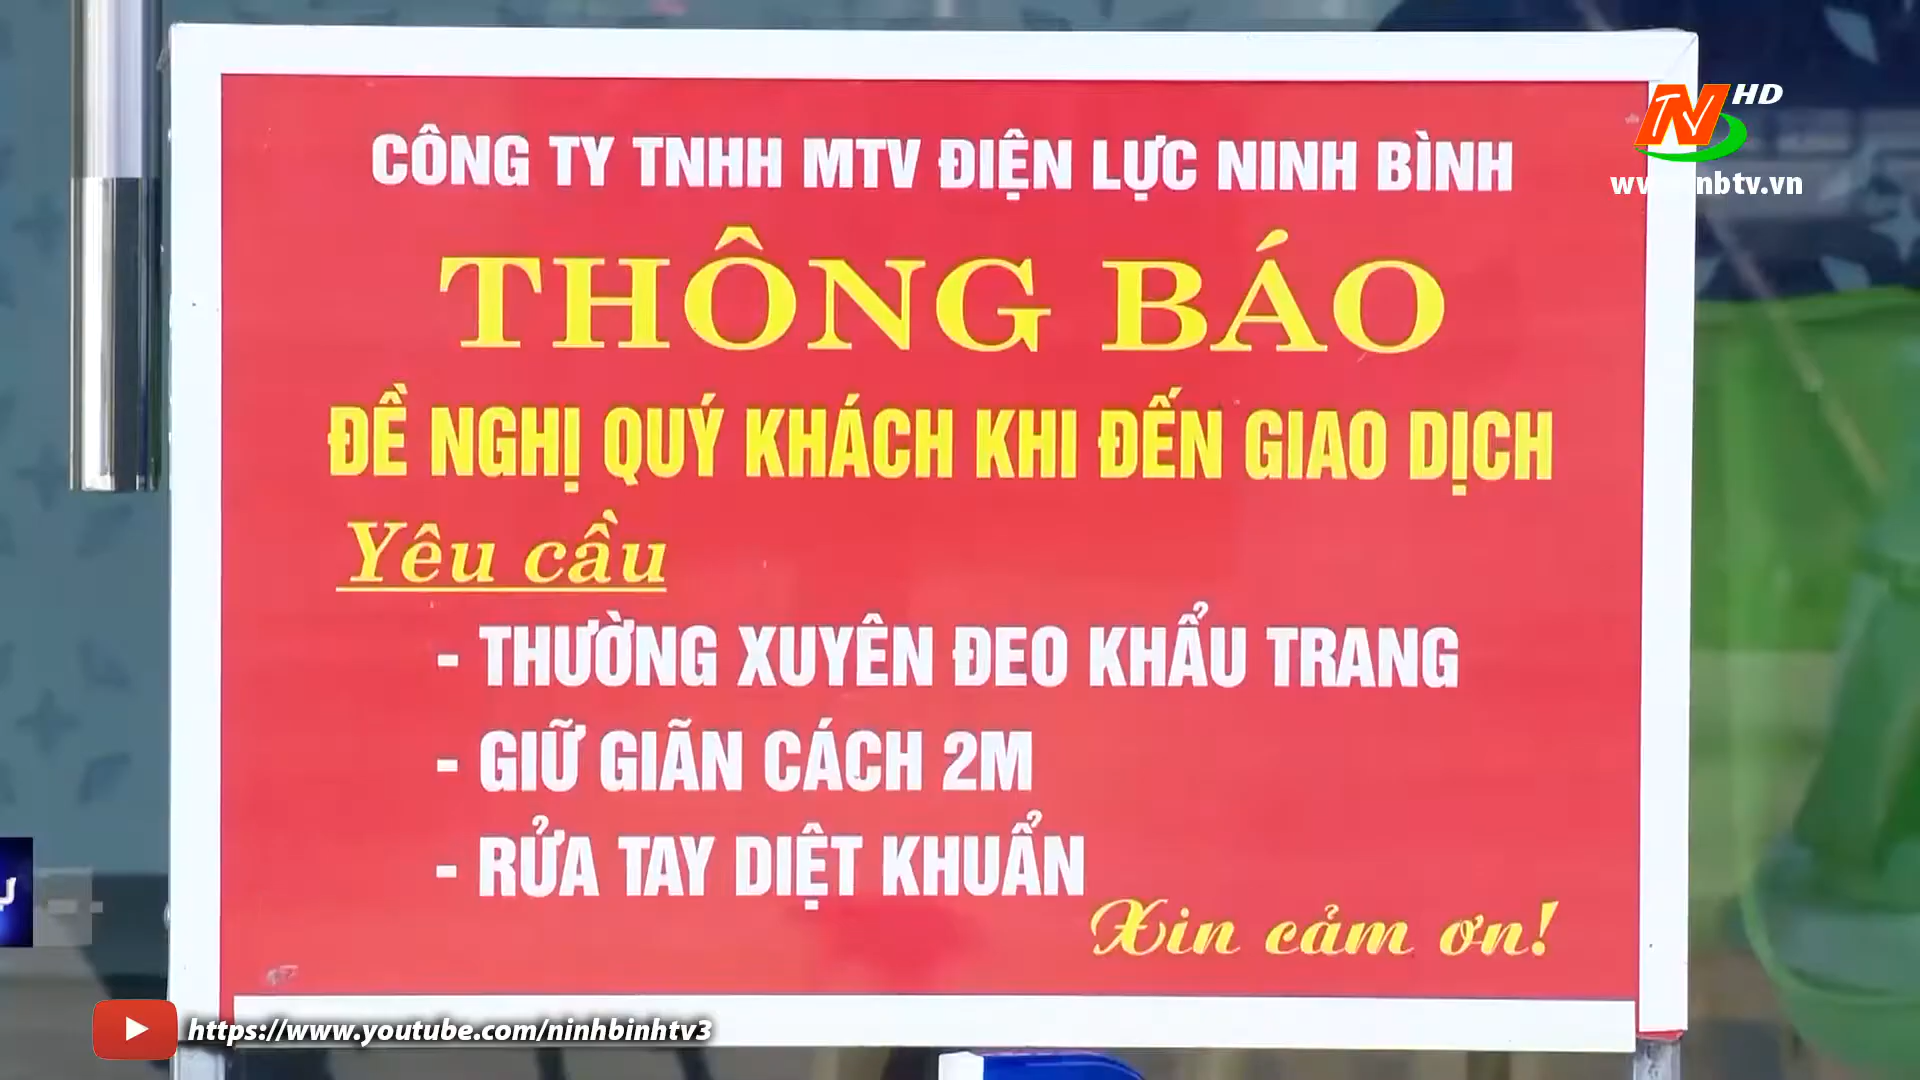 CÔNG TY TNHH MTV ĐIỆN LỰC NINH BÌNH
THÔNG BÁO
ĐỀ NGHỊ QUÝ KHÁCH KHI ĐẾN GIAO DỊCH
Yêu cầu
- THƯỜNG XUYÊN ĐEO KHẨU TRANG
- GIỮ GIÃN CÁCH 2M
- RỬA TAY DIỆT KHUẨN
Xin cảm ơn!
HD
https://www.youtube.com/ninhbinhtv3